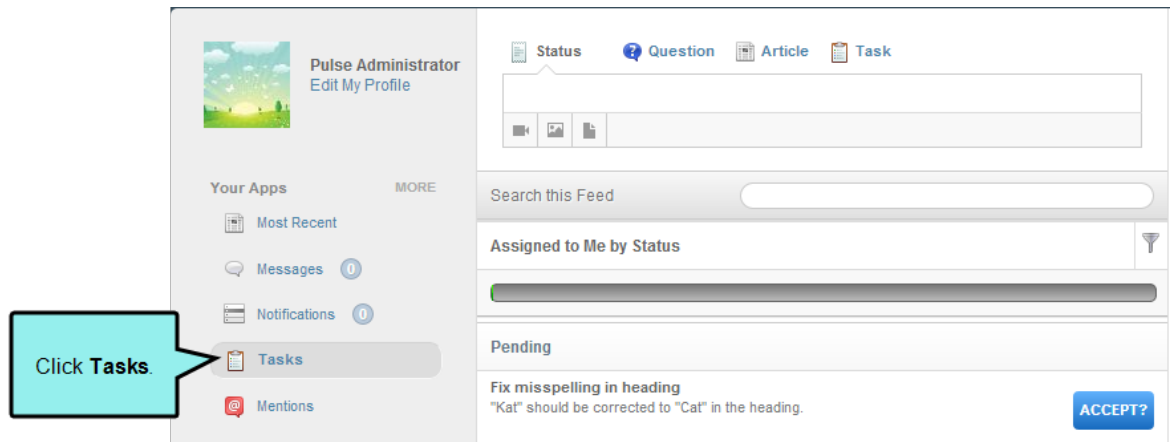 Pulse Administrator
Edit My Profile
Your Apps MORE
Most Recent
Messages 0
Notifications 0
Tasks
Mentions
Click Tasks.
Status Question Article Task
Search this Feed
Assigned to Me by Status
Pending
Fix misspelling in heading
"Kat" should be corrected to "Cat" in the heading.
ACCEPT?